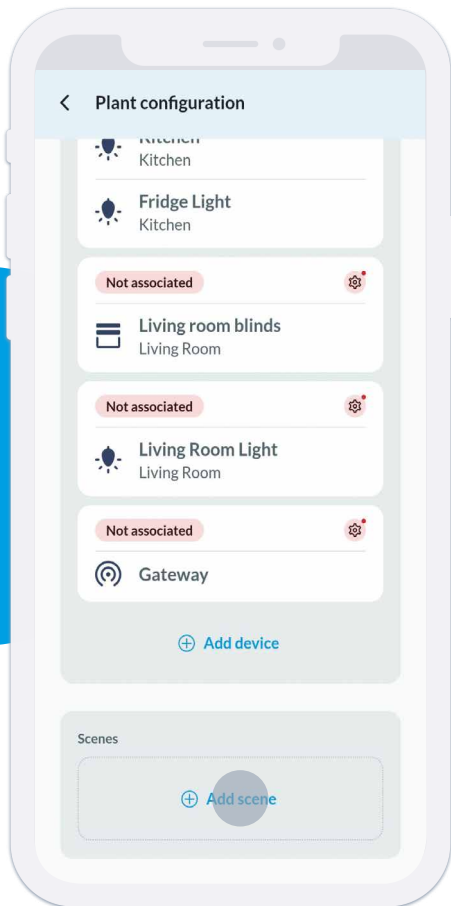 Plant configuration
Kitchen
Kitchen
Fridge Light
Kitchen
Not associated
Living room blinds
Living Room
Not associated
Living Room Light
Living Room
Not associated
Gateway
Add device
Scenes
Add scene